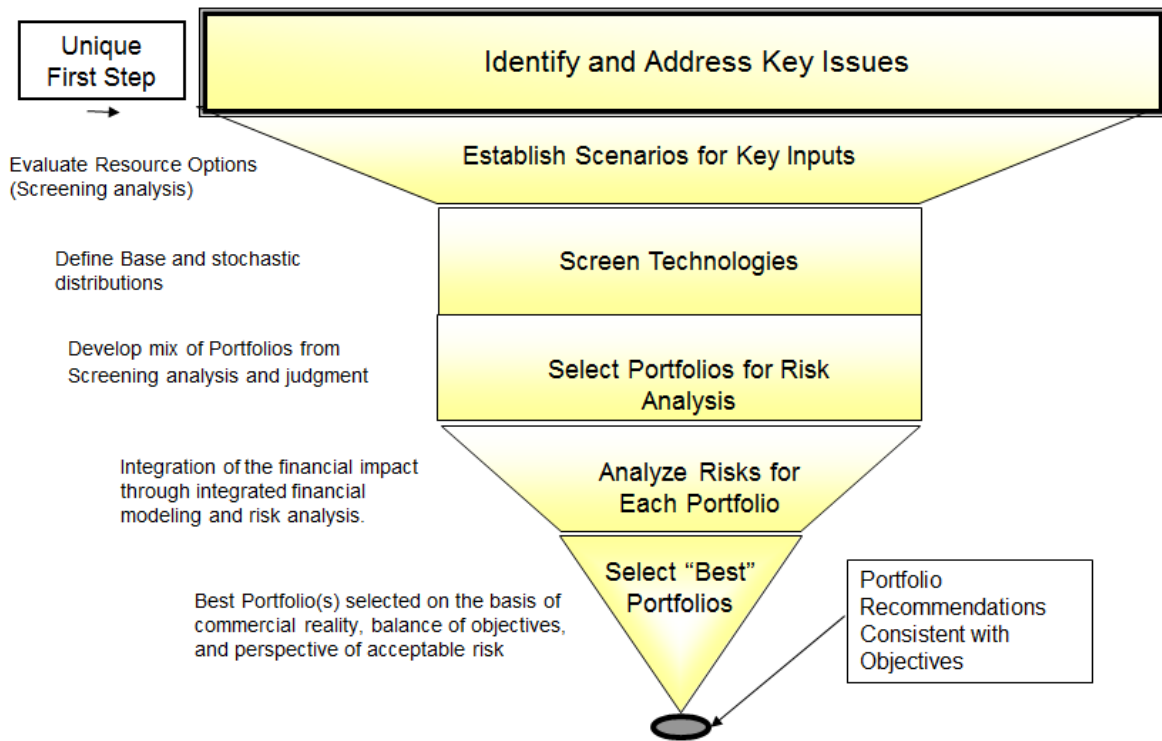 Unique
First Step
Identify and Address Key Issues
Establish Scenarios for Key Inputs
Evaluate Resource Options
(Screening analysis)
Screen Technologies
Define Base and stochastic
distributions
Develop mix of Portfolios from
Screening analysis and judgment
Select Portfolios for Risk
Analysis
Integration of the financial impact
through integrated financial
modeling and risk analysis.
Analyze Risks for
Each Portfolio
Select “Best”
Portfolios
Best Portfolio(s) selected on the basis of
commercial reality, balance of objectives,
and perspective of acceptable risk
Portfolio
Recommendations
Consistent with
Objectives